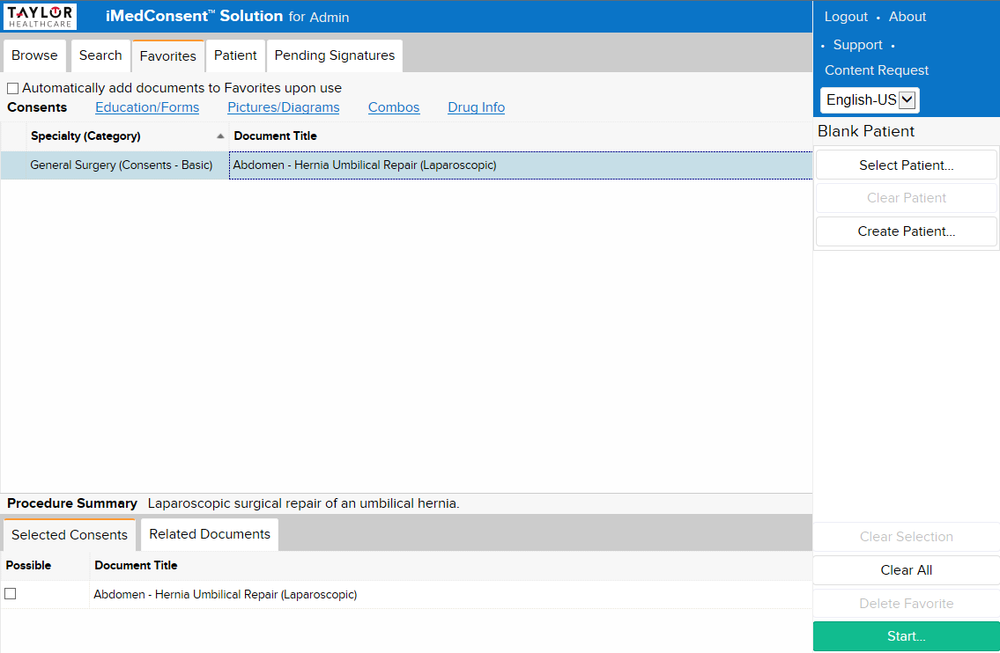 TAYLOR
HEALTHCARE
iMedConsent™ Solution for Admin
Logout • About
• Support •
Content Request
English-US
Browse
Search
Favorites
Patient
Pending Signatures
Automatically add documents to Favorites upon use
Consents
Education/Forms
Pictures/Diagrams
Combos
Drug Info
Specialty (Category)
Document Title
General Surgery (Consents - Basic)
Abdomen - Hernia Umbilical Repair (Laparoscopic)
Blank Patient
Select Patient...
Clear Patient
Create Patient...
Procedure Summary Laparoscopic surgical repair of an umbilical hernia.
Selected Consents
Related Documents
Possible
Document Title
Abdomen - Hernia Umbilical Repair (Laparoscopic)
Clear Selection
Clear All
Delete Favorite
Start...